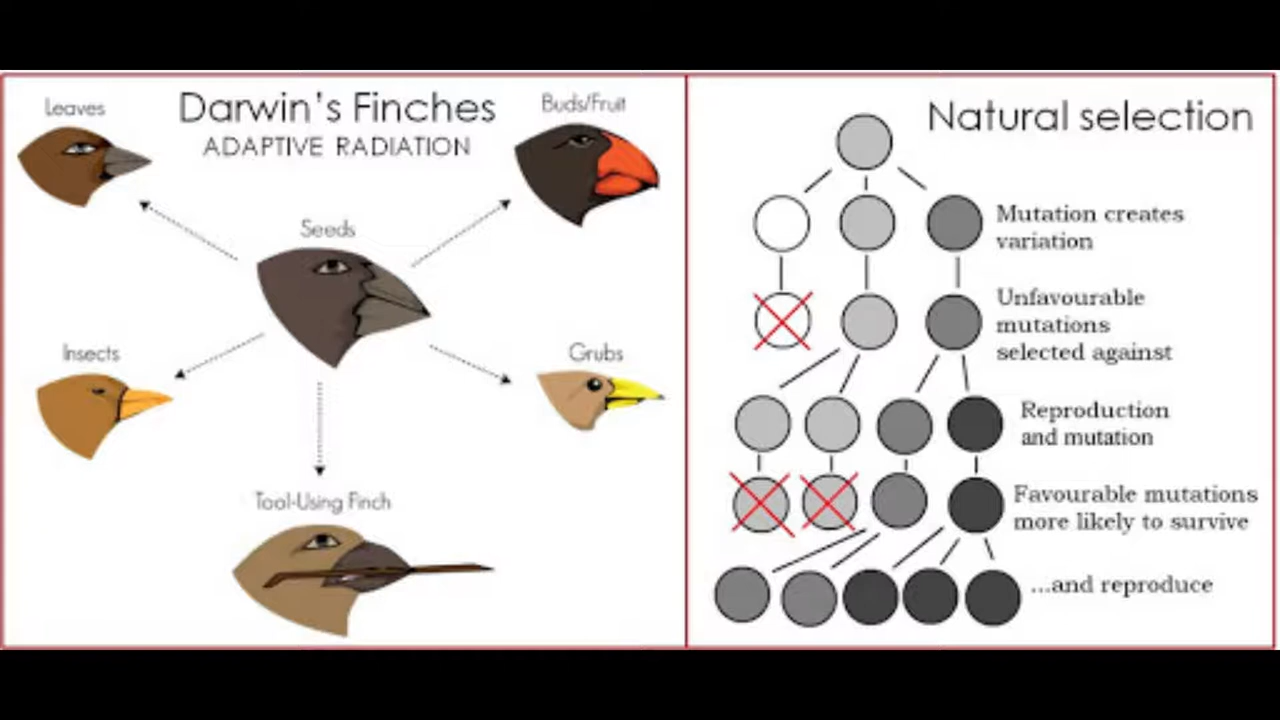 Darwin's Finches
ADAPTIVE RADIATION
Leaves
Buds/Fruit
Seeds
Insects
Grubs
Tool-Using Finch
Natural selection
Mutation creates
variation
Unfavourable
mutations
selected against
Reproduction
and mutation
Favourable mutations
more likely to survive
...and reproduce